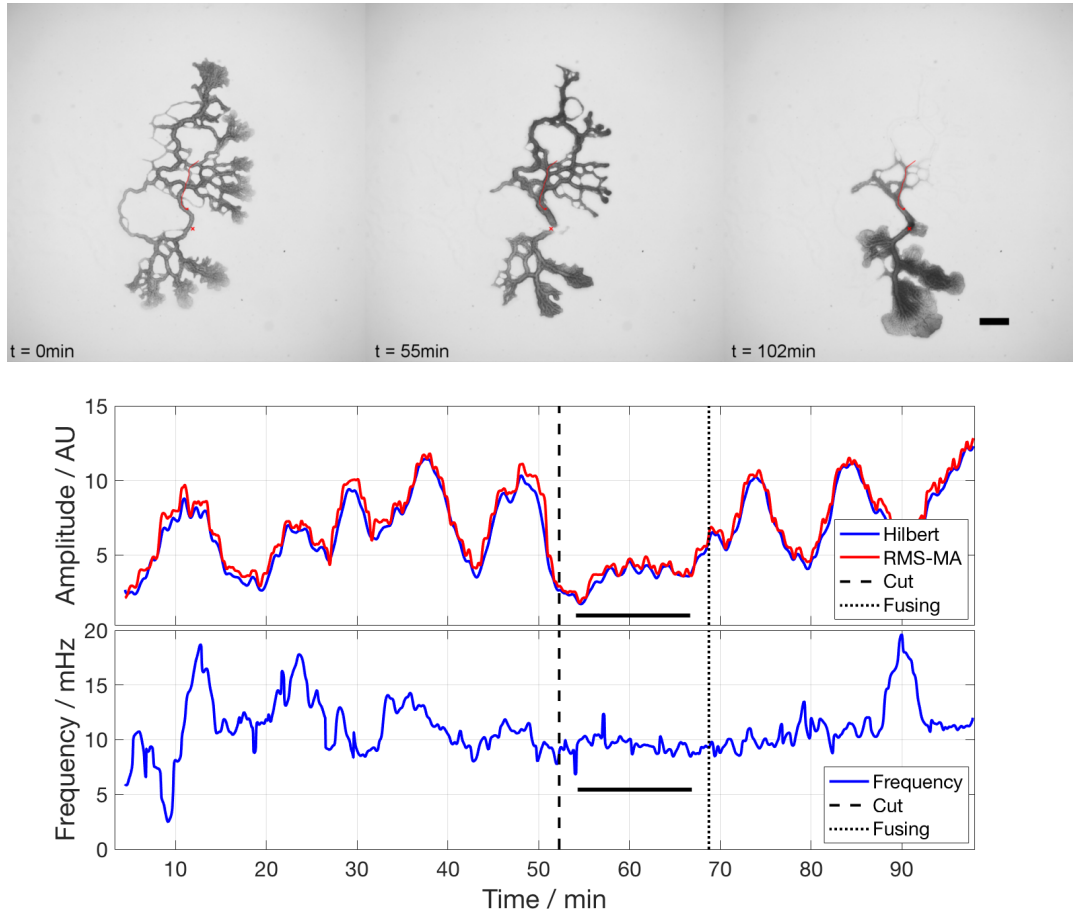 t = 0min
t = 55min
t = 102min
15
10
5
Amplitude / AU
Hilbert
RMS-MA
Cut
Fusing
20
15
10
5
0
Frequency / mHz
Frequency
Cut
Fusing
10 20 30 40 50 60 70 80 90
Time / min